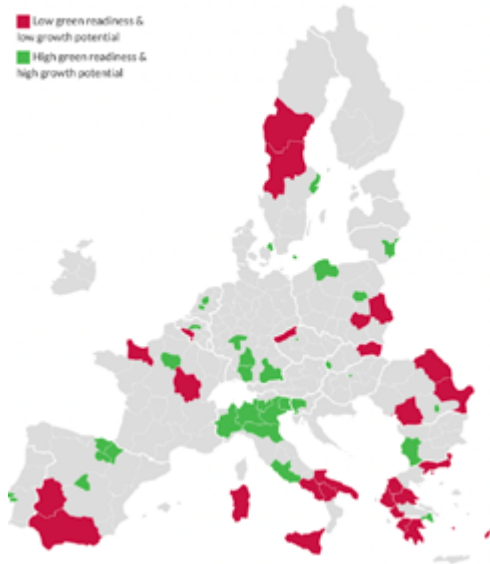 Low green readiness &
low growth potential
High green readiness &
high growth potential